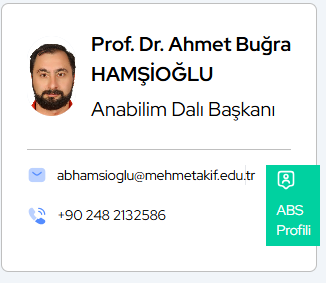 Prof. Dr. Ahmet Buğra
HAMŞİOĞLU
Anabilim Dalı Başkanı
abhamsioglu@mehmetakif.edu.tr
+90 248 2132586
ABS
Profili